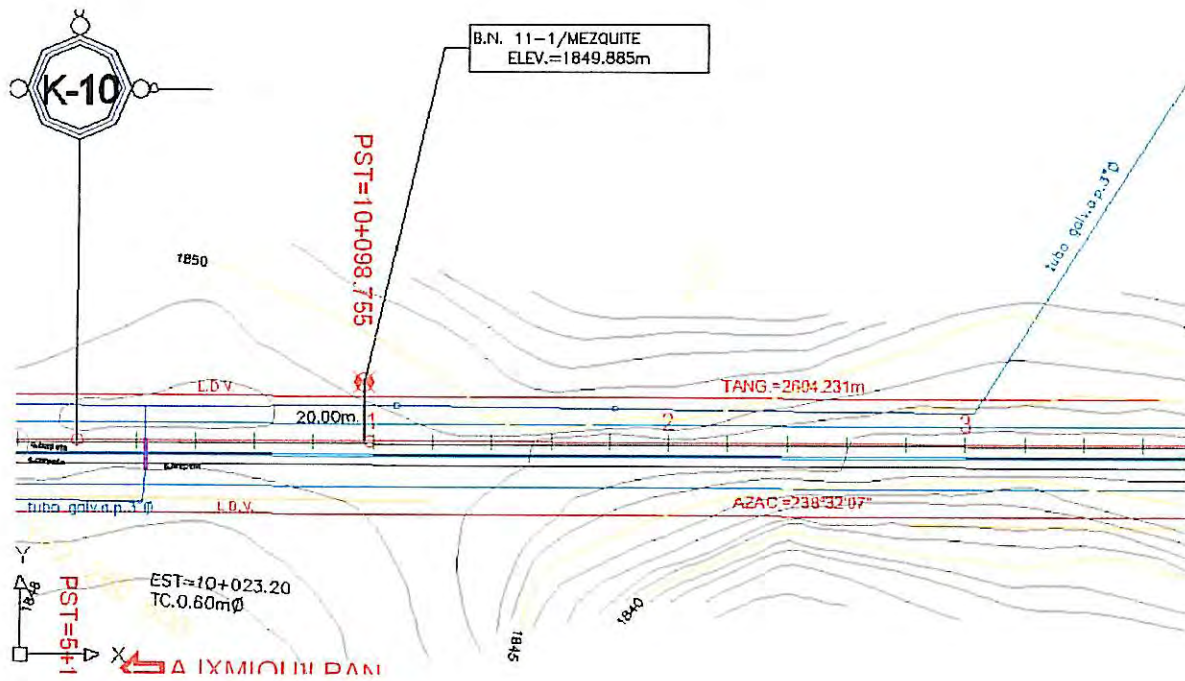 B.N. 11-1/MEZQUITE
ELEV.=1849.885m
K-10
PST=10+098.755
tubo galv.a.p.3"Ø
1850
L.D.V.
TANG.=2604.231m
20.00m.
1
2
3
tubo galv.a.p.3"Ø
L.D.V.
AZAC.=238°32'07"
Y
1848
PST=5+1
EST=10+023.20
TC.0.60mØ
1845
1840
X
A IXMIQUILPAN